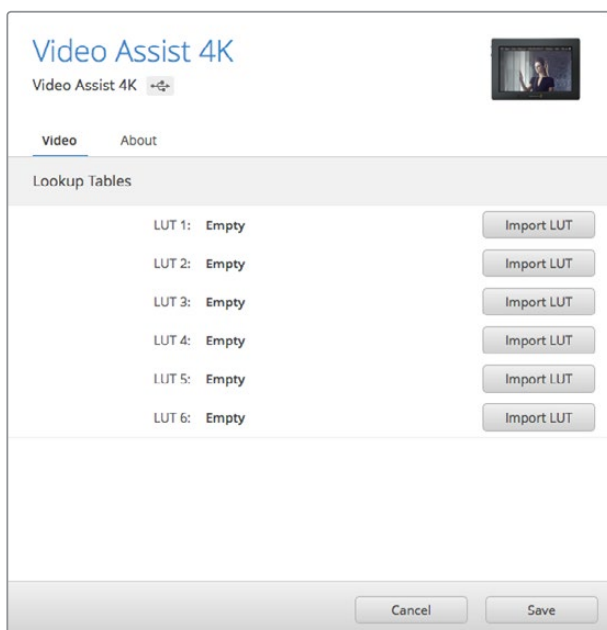 Video Assist 4K
Video Assist 4K
Video About
Lookup Tables
LUT 1: Empty Import LUT
LUT 2: Empty Import LUT
LUT 3: Empty Import LUT
LUT 4: Empty Import LUT
LUT 5: Empty Import LUT
LUT 6: Empty Import LUT
Cancel Save